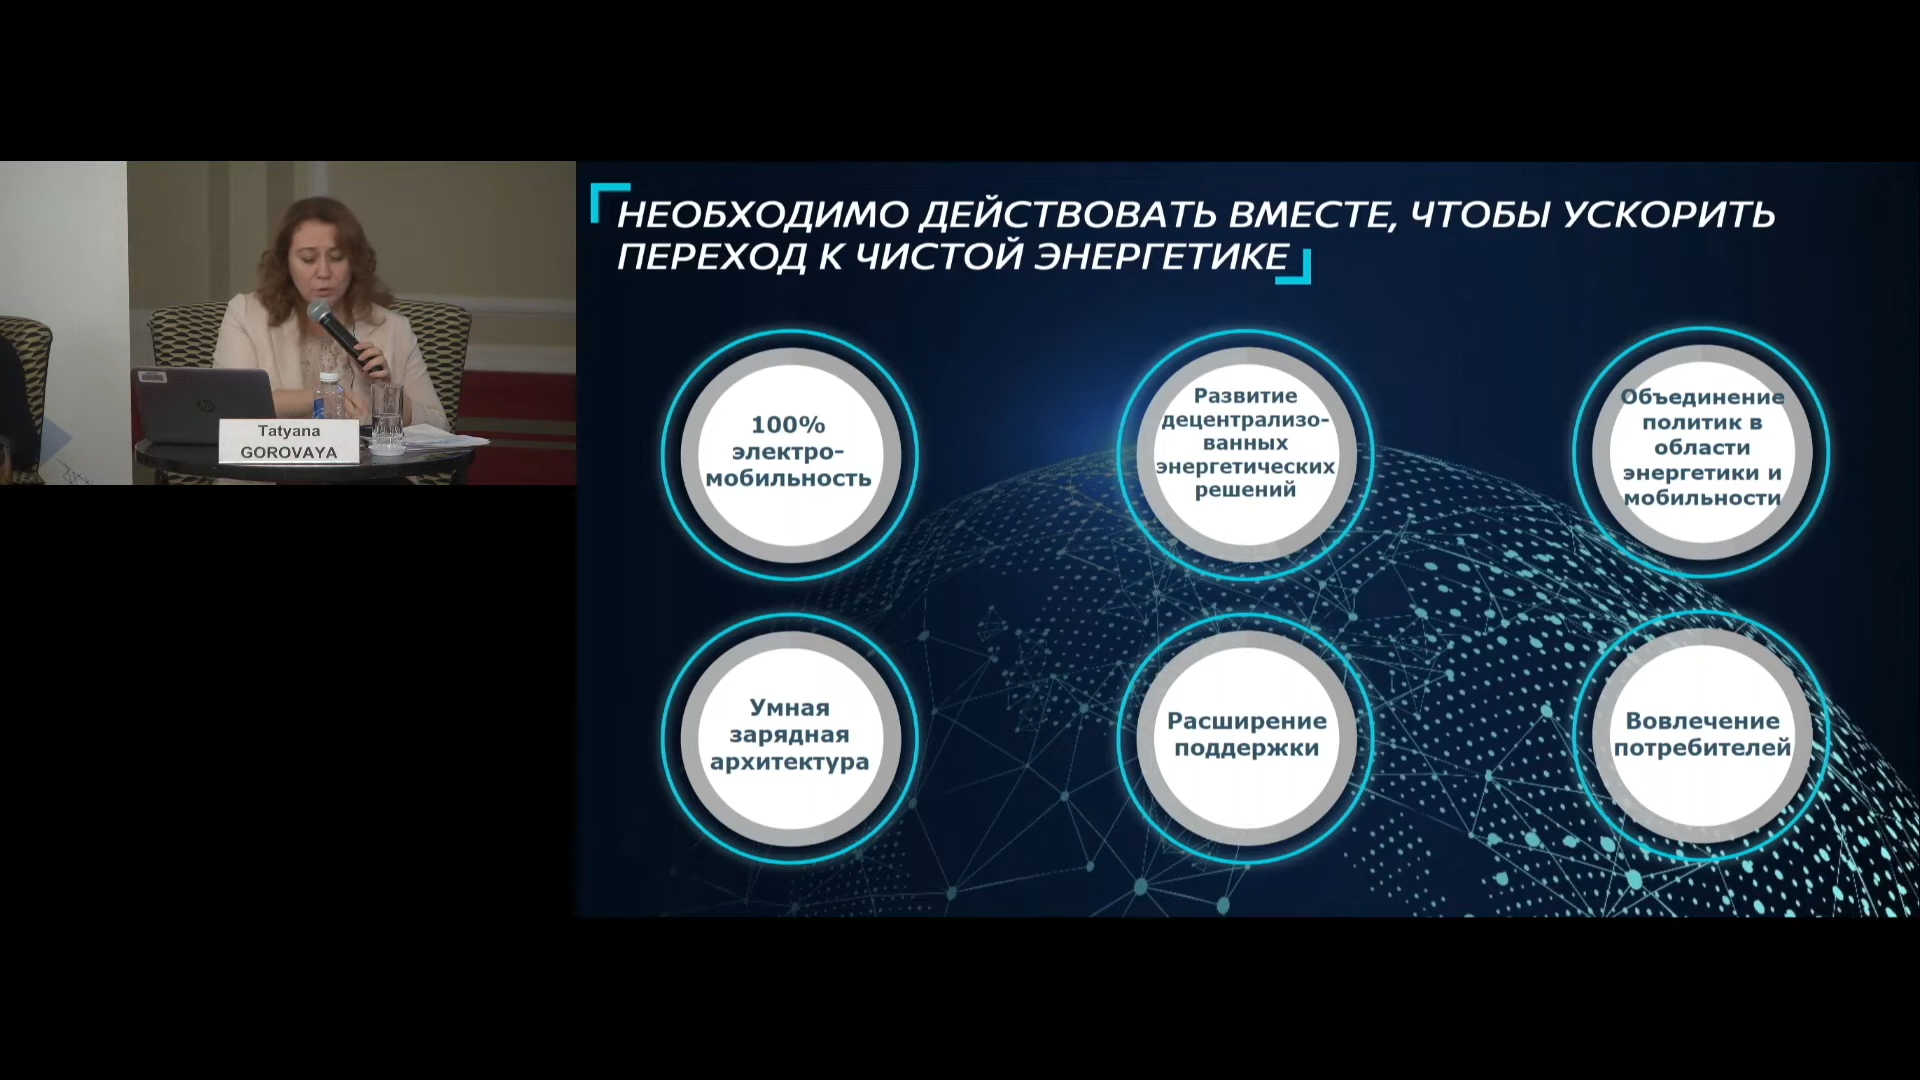 Tatyana
GOROVAYA
НЕОБХОДИМО ДЕЙСТВОВАТЬ ВМЕСТЕ, ЧТОБЫ УСКОРИТЬ
ПЕРЕХОД К ЧИСТОЙ ЭНЕРГЕТИКЕ
100%
электро-
мобильность
Развитие
децентрализо-
ванных
энергетических
решений
Объединение
политик в
области
энергетики и
мобильности
Умная
зарядная
архитектура
Расширение
поддержки
Вовлечение
потребителей